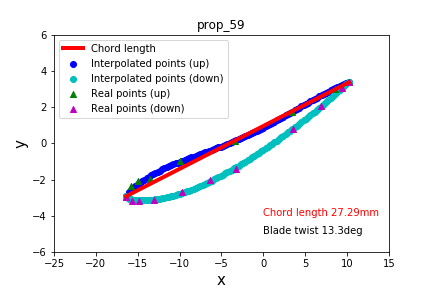 prop_59
Chord length
Interpolated points (up)
Interpolated points (down)
Real points (up)
Real points (down)
6
4
2
0
−2
−4
−6
y
Chord length 27.29mm
Blade twist 13.3deg
−25
−20
−15
−10
−5
0
5
10
15
x